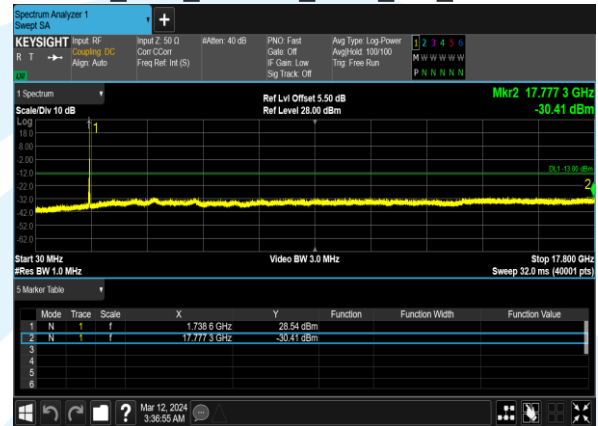 Spectrum Analyzer 1
Swept SA
+
KEYSIGHT Input: RF Input Z: 50 Ω #Atten: 40 dB PNO: Fast Avg Type: Log-Power 1 2 3 4 5 6
R T Coupling: DC Corr CCorr Gate: Off Avg|Hold: 100/100 M W W W W W
Align: Auto Freq Ref: Int (S) IF Gain: Low Trig: Free Run P N N N N N
Sig Track: Off
LXI
1 Spectrum Ref Lvl Offset 5.50 dB Mkr2 17.777 3 GHz
Scale/Div 10 dB Ref Level 28.00 dBm -30.41 dBm
Log
18.0 1
8.00
-2.00
-12.0 DL1 -13.00 dBm
-22.0 2
-32.0
-42.0
-52.0
-62.0
Start 30 MHz Video BW 3.0 MHz Stop 17.800 GHz
#Res BW 1.0 MHz Sweep 32.0 ms (40001 pts)
5 Marker Table
Mode Trace Scale X Y Function Function Width Function Value
1 N 1 f 1.738 6 GHz 28.54 dBm
2 N 1 f 17.777 3 GHz -30.41 dBm
3
4
5
6
? Mar 12, 2024
3:36:55 AM